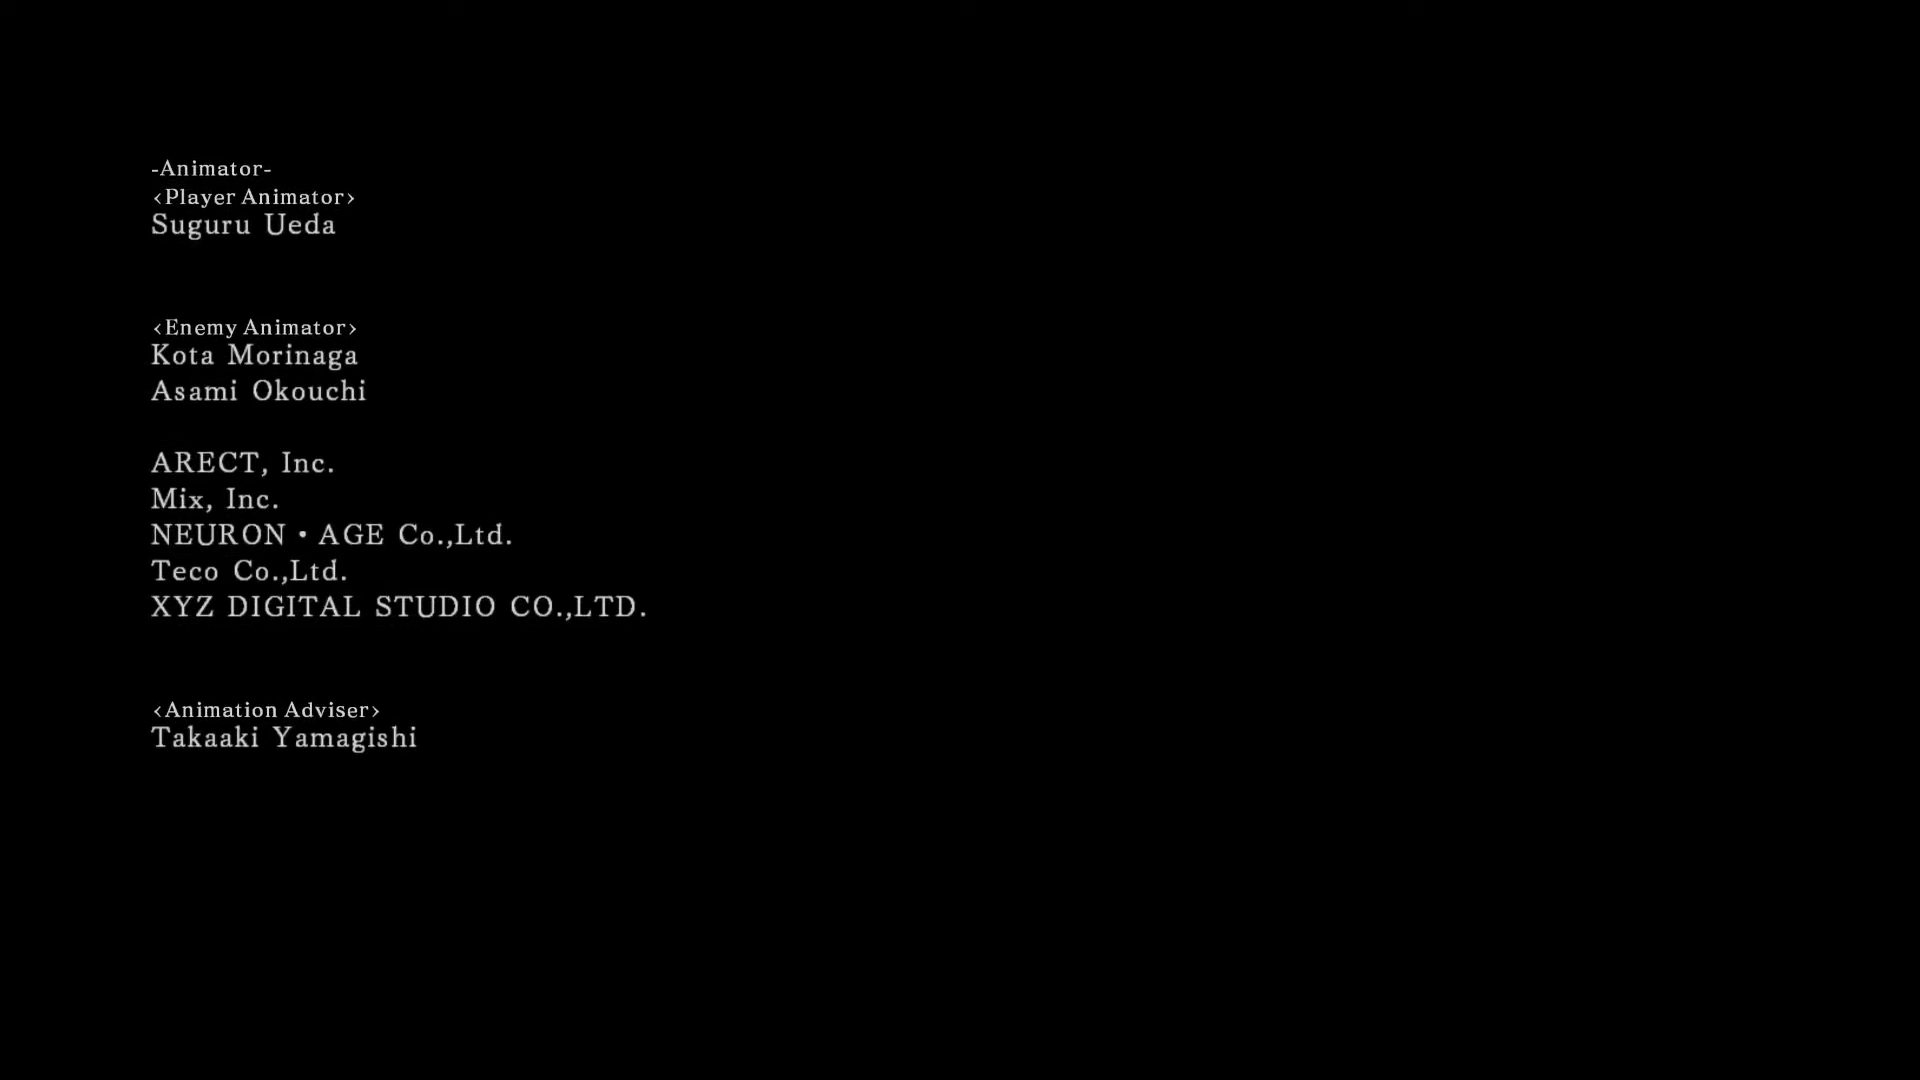 -Animator-
‹Player Animator›
Suguru Ueda
‹Enemy Animator›
Kota Morinaga
Asami Okouchi
ARECT, Inc.
Mix, Inc.
NEURON・AGE Co.,Ltd.
Teco Co.,Ltd.
XYZ DIGITAL STUDIO CO.,LTD.
‹Animation Adviser›
Takaaki Yamagishi